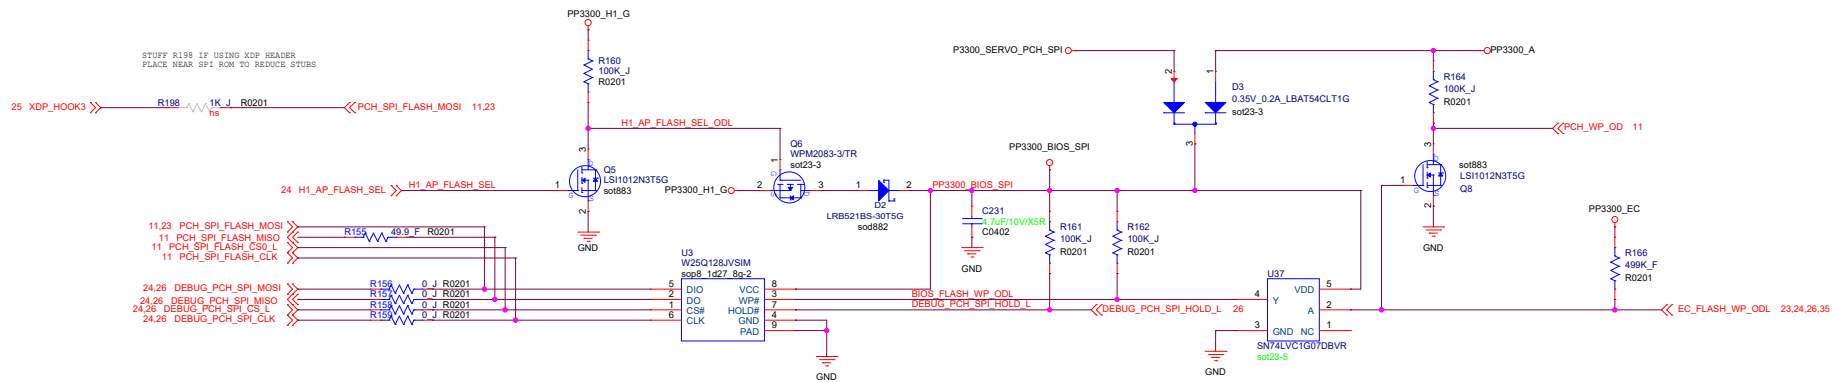 PP3300_H1_G
STUFF R198 IF USING XDP HEADER
PLACE NEAR SPI ROM TO REDUCE STUBS
R160
100K_J
R0201
P3300_SERVO_PCH_SPI
PP3300_A
2
1
D3
0.35V_0.2A_LBAT54CLT1G
sot23-3
3
R164
100K_J
R0201
25 XDP_HOOK3
R198 1K_J R0201
ns
PCH_SPI_FLASH_MOSI 11,23
H1_AP_FLASH_SEL_ODL
PCH_WP_OD 11
Q6
WPM2083-3/TR
sot23-3
PP3300_BIOS_SPI
3
D
Q5
LSI1012N3T5G
sot883
G
S
1
2
GND
24 H1_AP_FLASH_SEL
H1_AP_FLASH_SEL
PP3300_H1_G
2
1
3
G
S
D
1
2
D2
LRB521BS-30T5G
sod882
PP3300_BIOS_SPI
3
D
G
S
1
2
sot883
LSI1012N3T5G
Q8
GND
C231
4.7uF/10V/X5R
C0402
GND
R161
100K_J
R0201
R162
100K_J
R0201
PP3300_EC
R166
499K_F
R0201
11,23 PCH_SPI_FLASH_MOSI
11 PCH_SPI_FLASH_MISO
R155 49.9_F R0201
11 PCH_SPI_FLASH_CS0_L
11 PCH_SPI_FLASH_CLK
U3
W25Q128JVSIM
sop8_1d27_8g-2
24,26 DEBUG_PCH_SPI_MOSI
R156 0_J R0201
24,26 DEBUG_PCH_SPI_MISO
R157 0_J R0201
24,26 DEBUG_PCH_SPI_CS_L
R158 0_J R0201
24,26 DEBUG_PCH_SPI_CLK
R159 0_J R0201
5 DIO VCC 8
2 DO WP# 3
1 CS# HOLD# 7
6 CLK GND 4
PAD 9
GND
BIOS_FLASH_WP_ODL
DEBUG_PCH_SPI_HOLD_L
DEBUG_PCH_SPI_HOLD_L 26
U37
4 Y VDD 5
A 2
3 GND NC 1
SN74LVC1G07DBVR
sot23-5
GND
EC_FLASH_WP_ODL 23,24,26,35